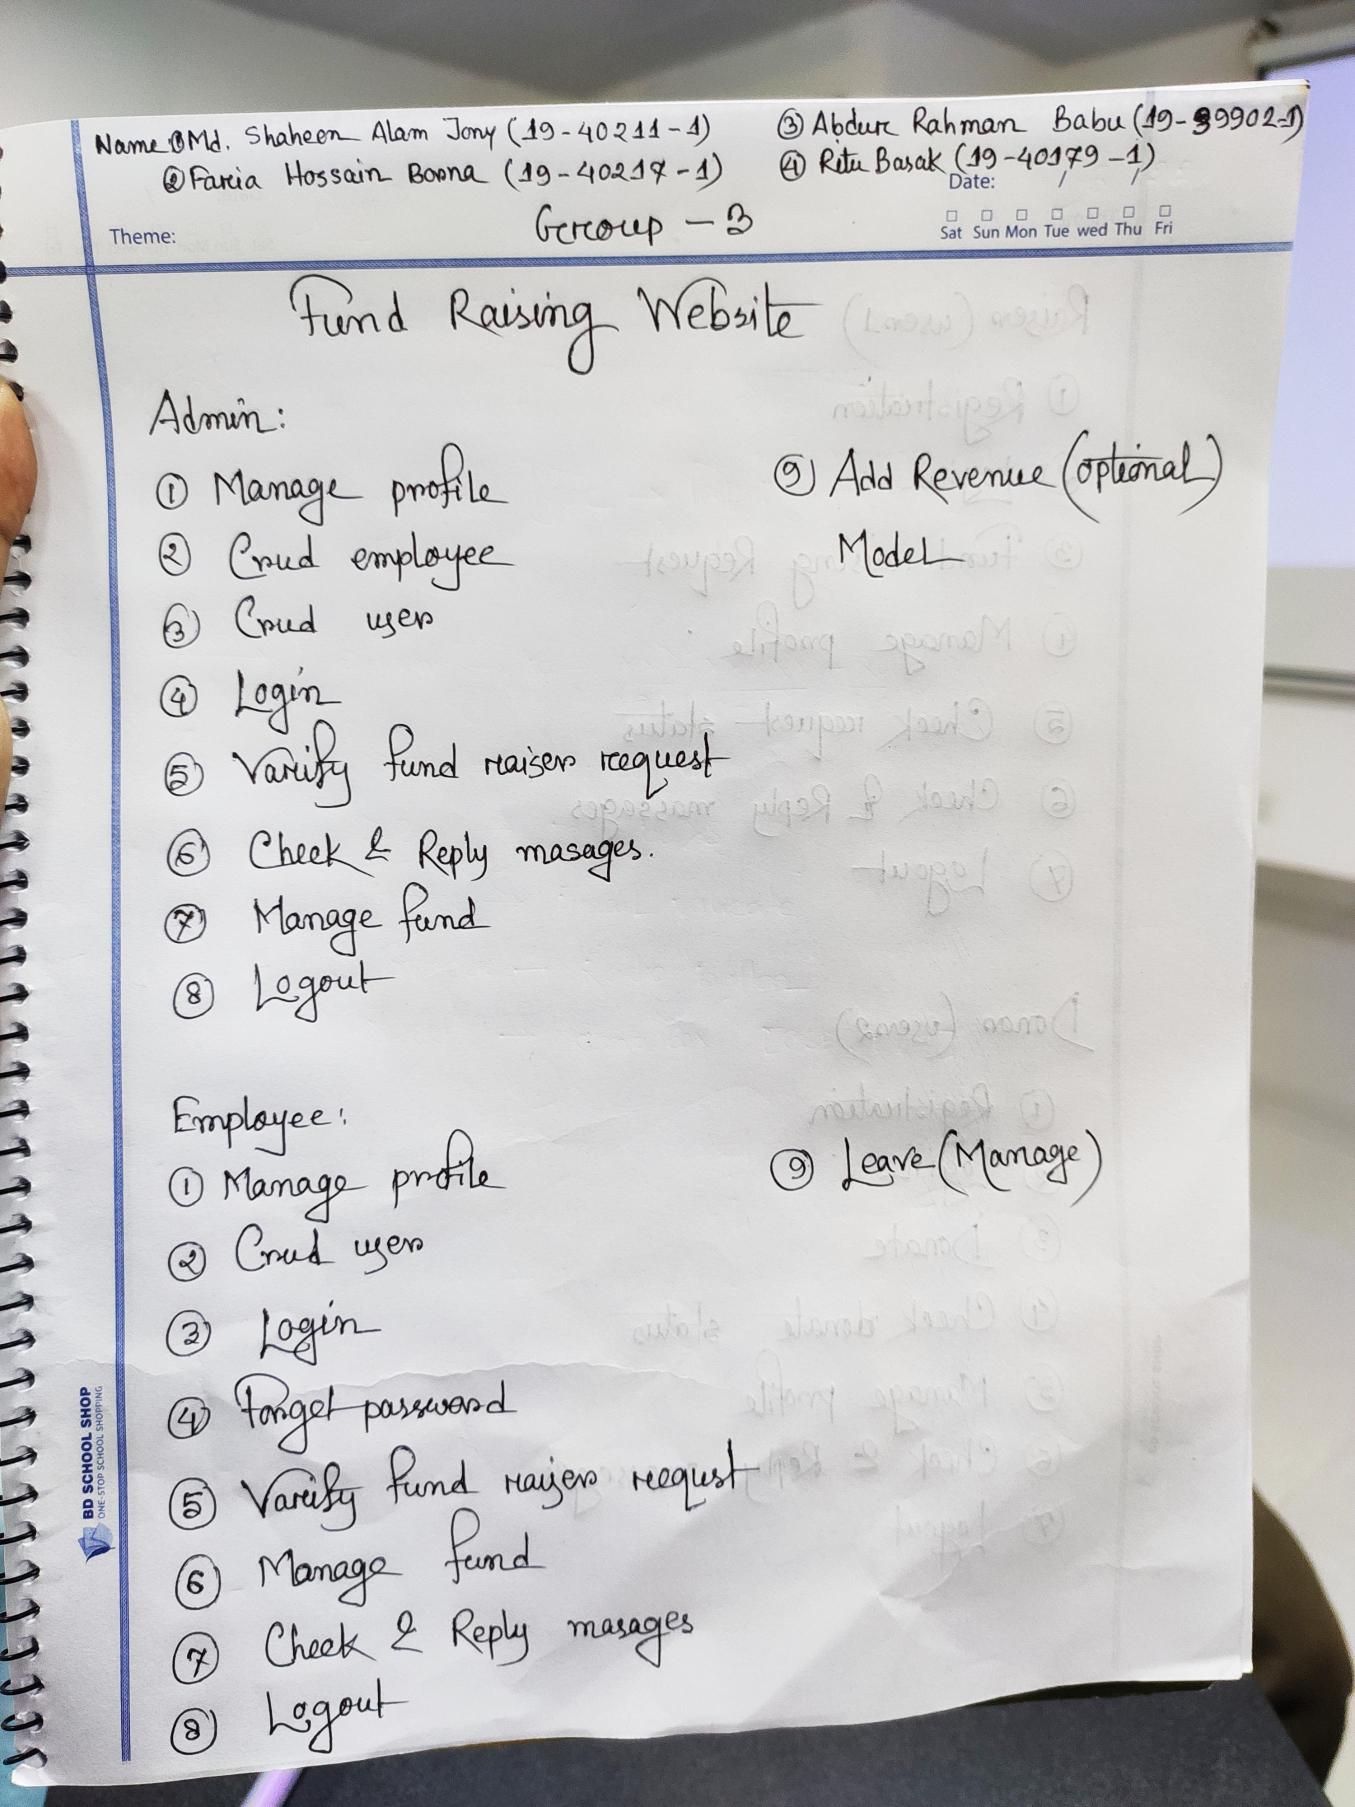 Name ① Md. Shaheen Alam Jony (19-40211-1)
② Faria Hossain Borna (19-40217-1)
③ Abdur Rahman Babu (19-39902-1)
④ Ritu Basak (19-40179-1)
Date: / /
Group - 3
Theme:
Sat Sun Mon Tue wed Thu Fri
Fund Raising Website
Admin:
① Manage profile
② Crud employee
③ Crud user
④ Login
⑤ Varify fund raiser request
⑥ Check & Reply masages.
⑦ Manage fund
⑧ Logout
⑨ Add Revenue (optional)
Model
Employee:
① Manage profile
② Crud user
③ Login
④ Forget password
⑤ Varify fund raiser requst
⑥ Manage fund
⑦ Check & Reply masages
⑧ Logout
⑨ Leave (Manage)
BD SCHOOL SHOP
ONE-STOP SCHOOL SHOPPING